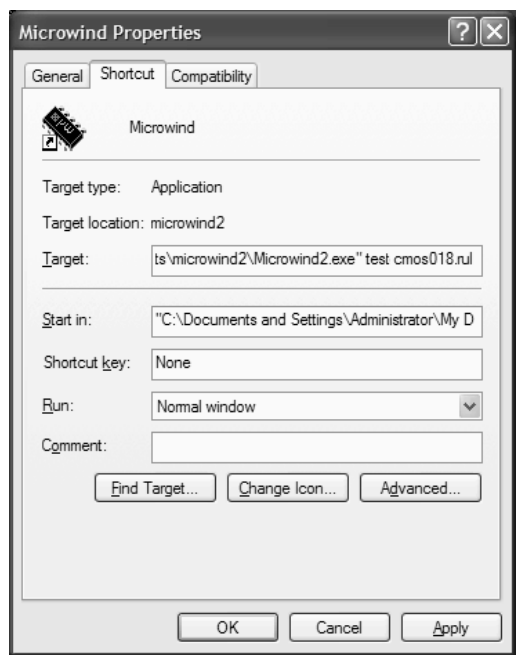 Microwind Properties
General Shortcut Compatibility
Microwind
Target type: Application
Target location: microwind2
Target: ts\microwind2\Microwind2.exe" test cmos018.rul
Start in: "C:\Documents and Settings\Administrator\My D
Shortcut key: None
Run: Normal window
Comment:
Find Target... Change Icon... Advanced...
OK Cancel Apply